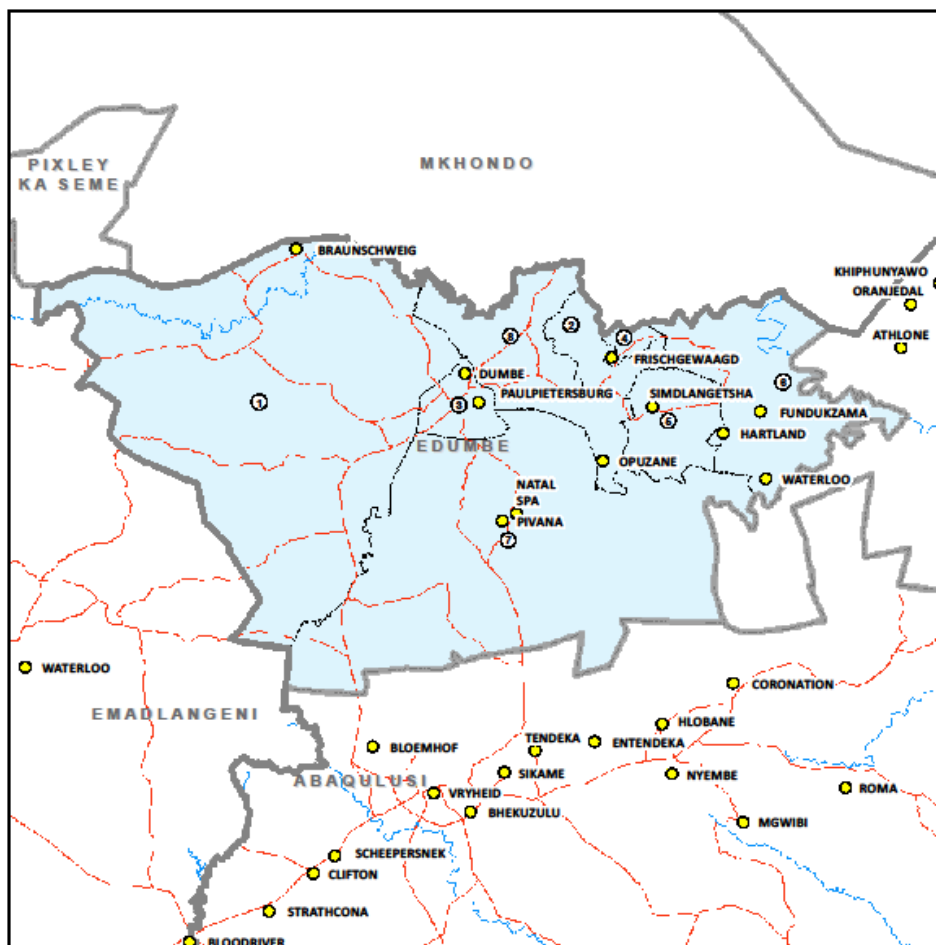 PIXLEY
KA SEME
MKHONDO
BRAUNSCHWEIG
KHIPHUNYAWO
ORANJEDAL
ATHLONE
8
2
4
FRISCHGEWAAGD
DUMBE
6
1
3
PAULPIETERSBURG
SIMDLANGETSHA
5
FUNDUKZAMA
HARTLAND
EDUMBE
OPUZANE
WATERLOO
NATAL
SPA
PIVANA
7
WATERLOO
CORONATION
EMADLANGENI
HLOBANE
BLOEMHOF
TENDEKA
ENTENDEKA
ABAQULUSI
SIKAME
NYEMBE
VRYHEID
ROMA
BHEKUZULU
MGWIBI
SCHEEPERSNEK
CLIFTON
STRATHCONA
BLOODRIVER